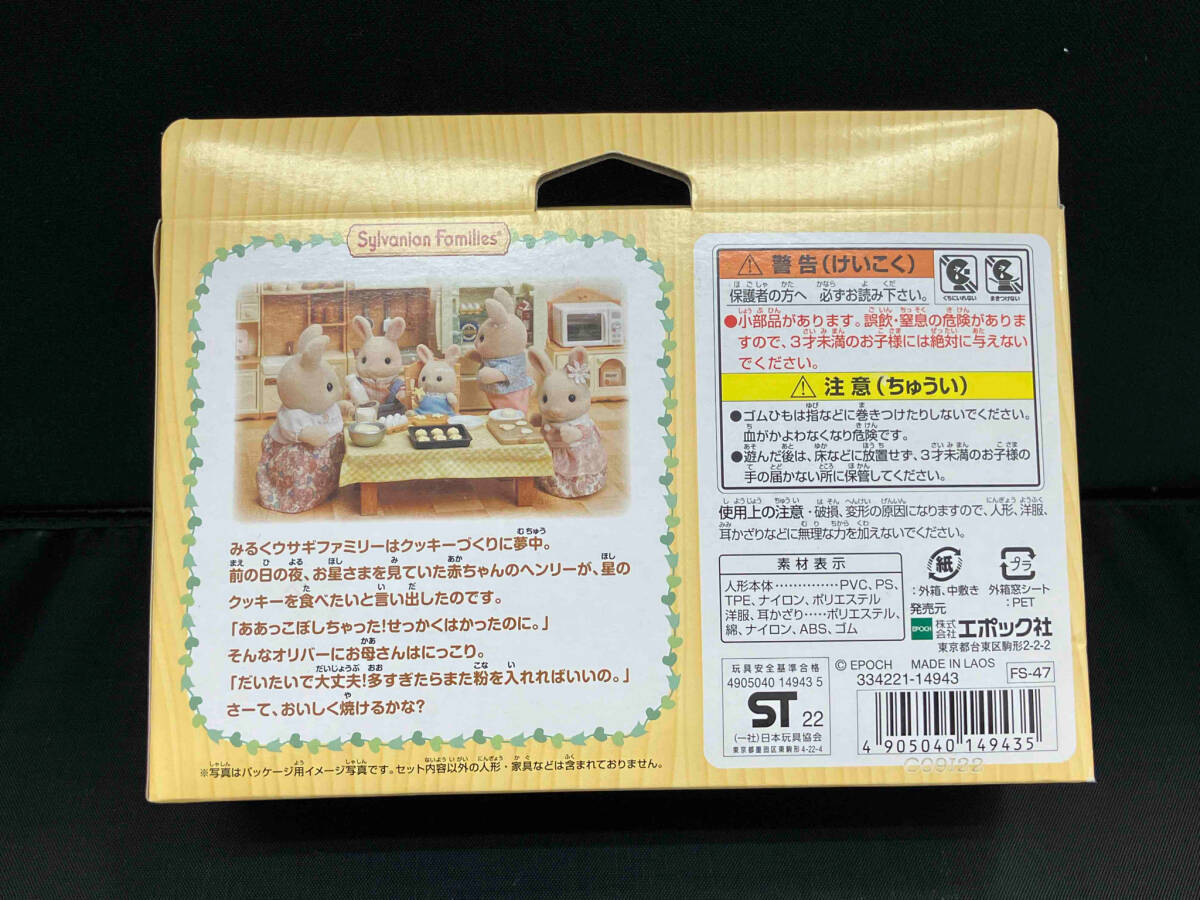 Sylvanian Families®
みるくウサギファミリーはクッキーづくりに夢中。
前の日の夜、お星さまを見ていた赤ちゃんのヘンリーが、星の
クッキーを食べたいと言い出したのです。
「ああっこぼしちゃった!せっかくはかったのに。」
そんなオリバーにお母さんはにっこり。
「だいたいで大丈夫!多すぎたらまた粉を入れればいいの。」
さーて、おいしく焼けるかな?
※写真はパッケージ用イメージ写真です。セット内容以外の人形・家具などは含まれておりません。
警告(けいこく)
くちにいれない
まきつけない
保護者の方へ 必ずお読み下さい。
●小部品があります。誤飲・窒息の危険がありま
すので、3才未満のお子様には絶対に与えない
でください。
注意(ちゅうい)
●ゴムひもは指などに巻きつけたりしないでください。
血がかよわなくなり危険です。
●遊んだ後は、床などに放置せず、3才未満のお子様の
手の届かない所に保管してください。
使用上の注意・破損、変形の原因になりますので、人形、洋服、
耳かざりなどに無理な力を加えないでください。
素材表示
人形本体‥‥‥‥‥‥PVC, PS,
TPE, ナイロン, ポリエステル
洋服、耳かざり‥‥ポリエステル,
綿, ナイロン, ABS, ゴム
紙
:外箱、中敷き
プラ
外箱窓シート
:PET
発売元
EPOCH 株式会社 エポック社
東京都台東区駒形2-2-2
玩具安全基準合格
4905040 14943 5
ST 22
(一社)日本玩具協会
東京都墨田区東駒形 4-22-4
© EPOCH MADE IN LAOS
334221-14943
FS-47
4 905040 149435